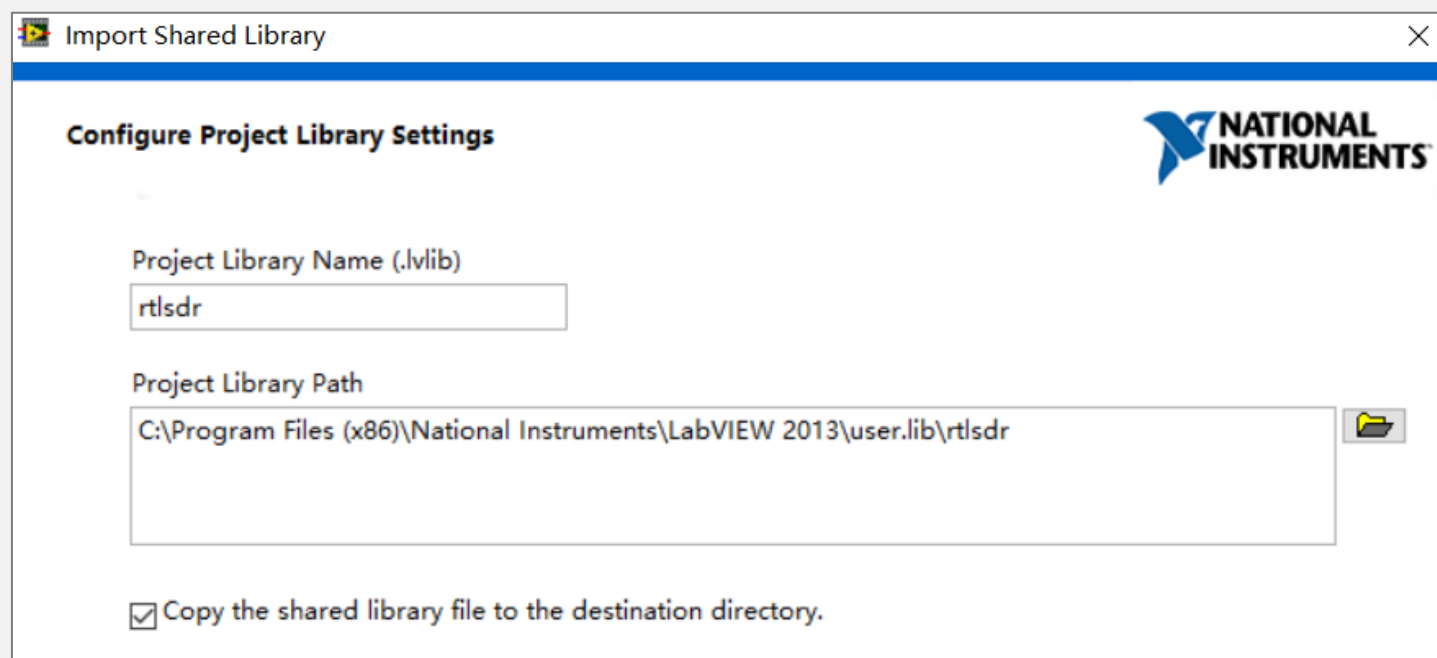 Import Shared Library
Configure Project Library Settings
NATIONAL
INSTRUMENTS
Project Library Name (.lvlib)
rtlsdr
Project Library Path
C:\Program Files (x86)\National Instruments\LabVIEW 2013\user.lib\rtlsdr
Copy the shared library file to the destination directory.